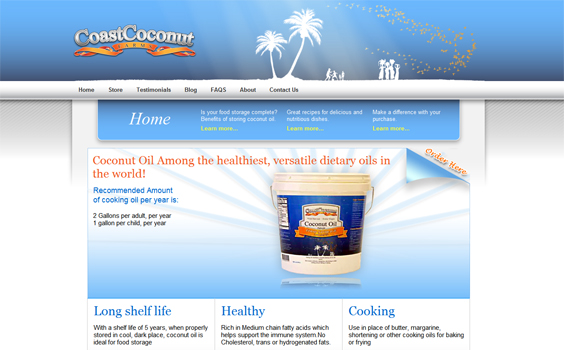 CoastCoconut
FARMS
Home Store Testimonials Blog FAQS About Contact Us
Home
Is your food storage complete?
Benefits of storing coconut oil.
Learn more...
Great recipes for delicious and
nutritious dishes.
Learn more...
Make a difference with your
purchase.
Learn more...
Order Here
Coconut Oil Among the healthiest, versatile dietary oils in
the world!
Recommended Amount
of cooking oil per year is:
2 Gallons per adult, per year
1 gallon per child, per year
CoastCoconut
Coconut Oil
Long shelf life
With a shelf life of 5 years, when properly
stored in cool, dark place, coconut oil is
ideal for food storage
Healthy
Rich in Medium chain fatty acids which
helps support the immune system.No
Cholesterol, trans or hydrogenated fats.
Cooking
Use in place of butter, margarine,
shortening or other cooking oils for baking
or frying